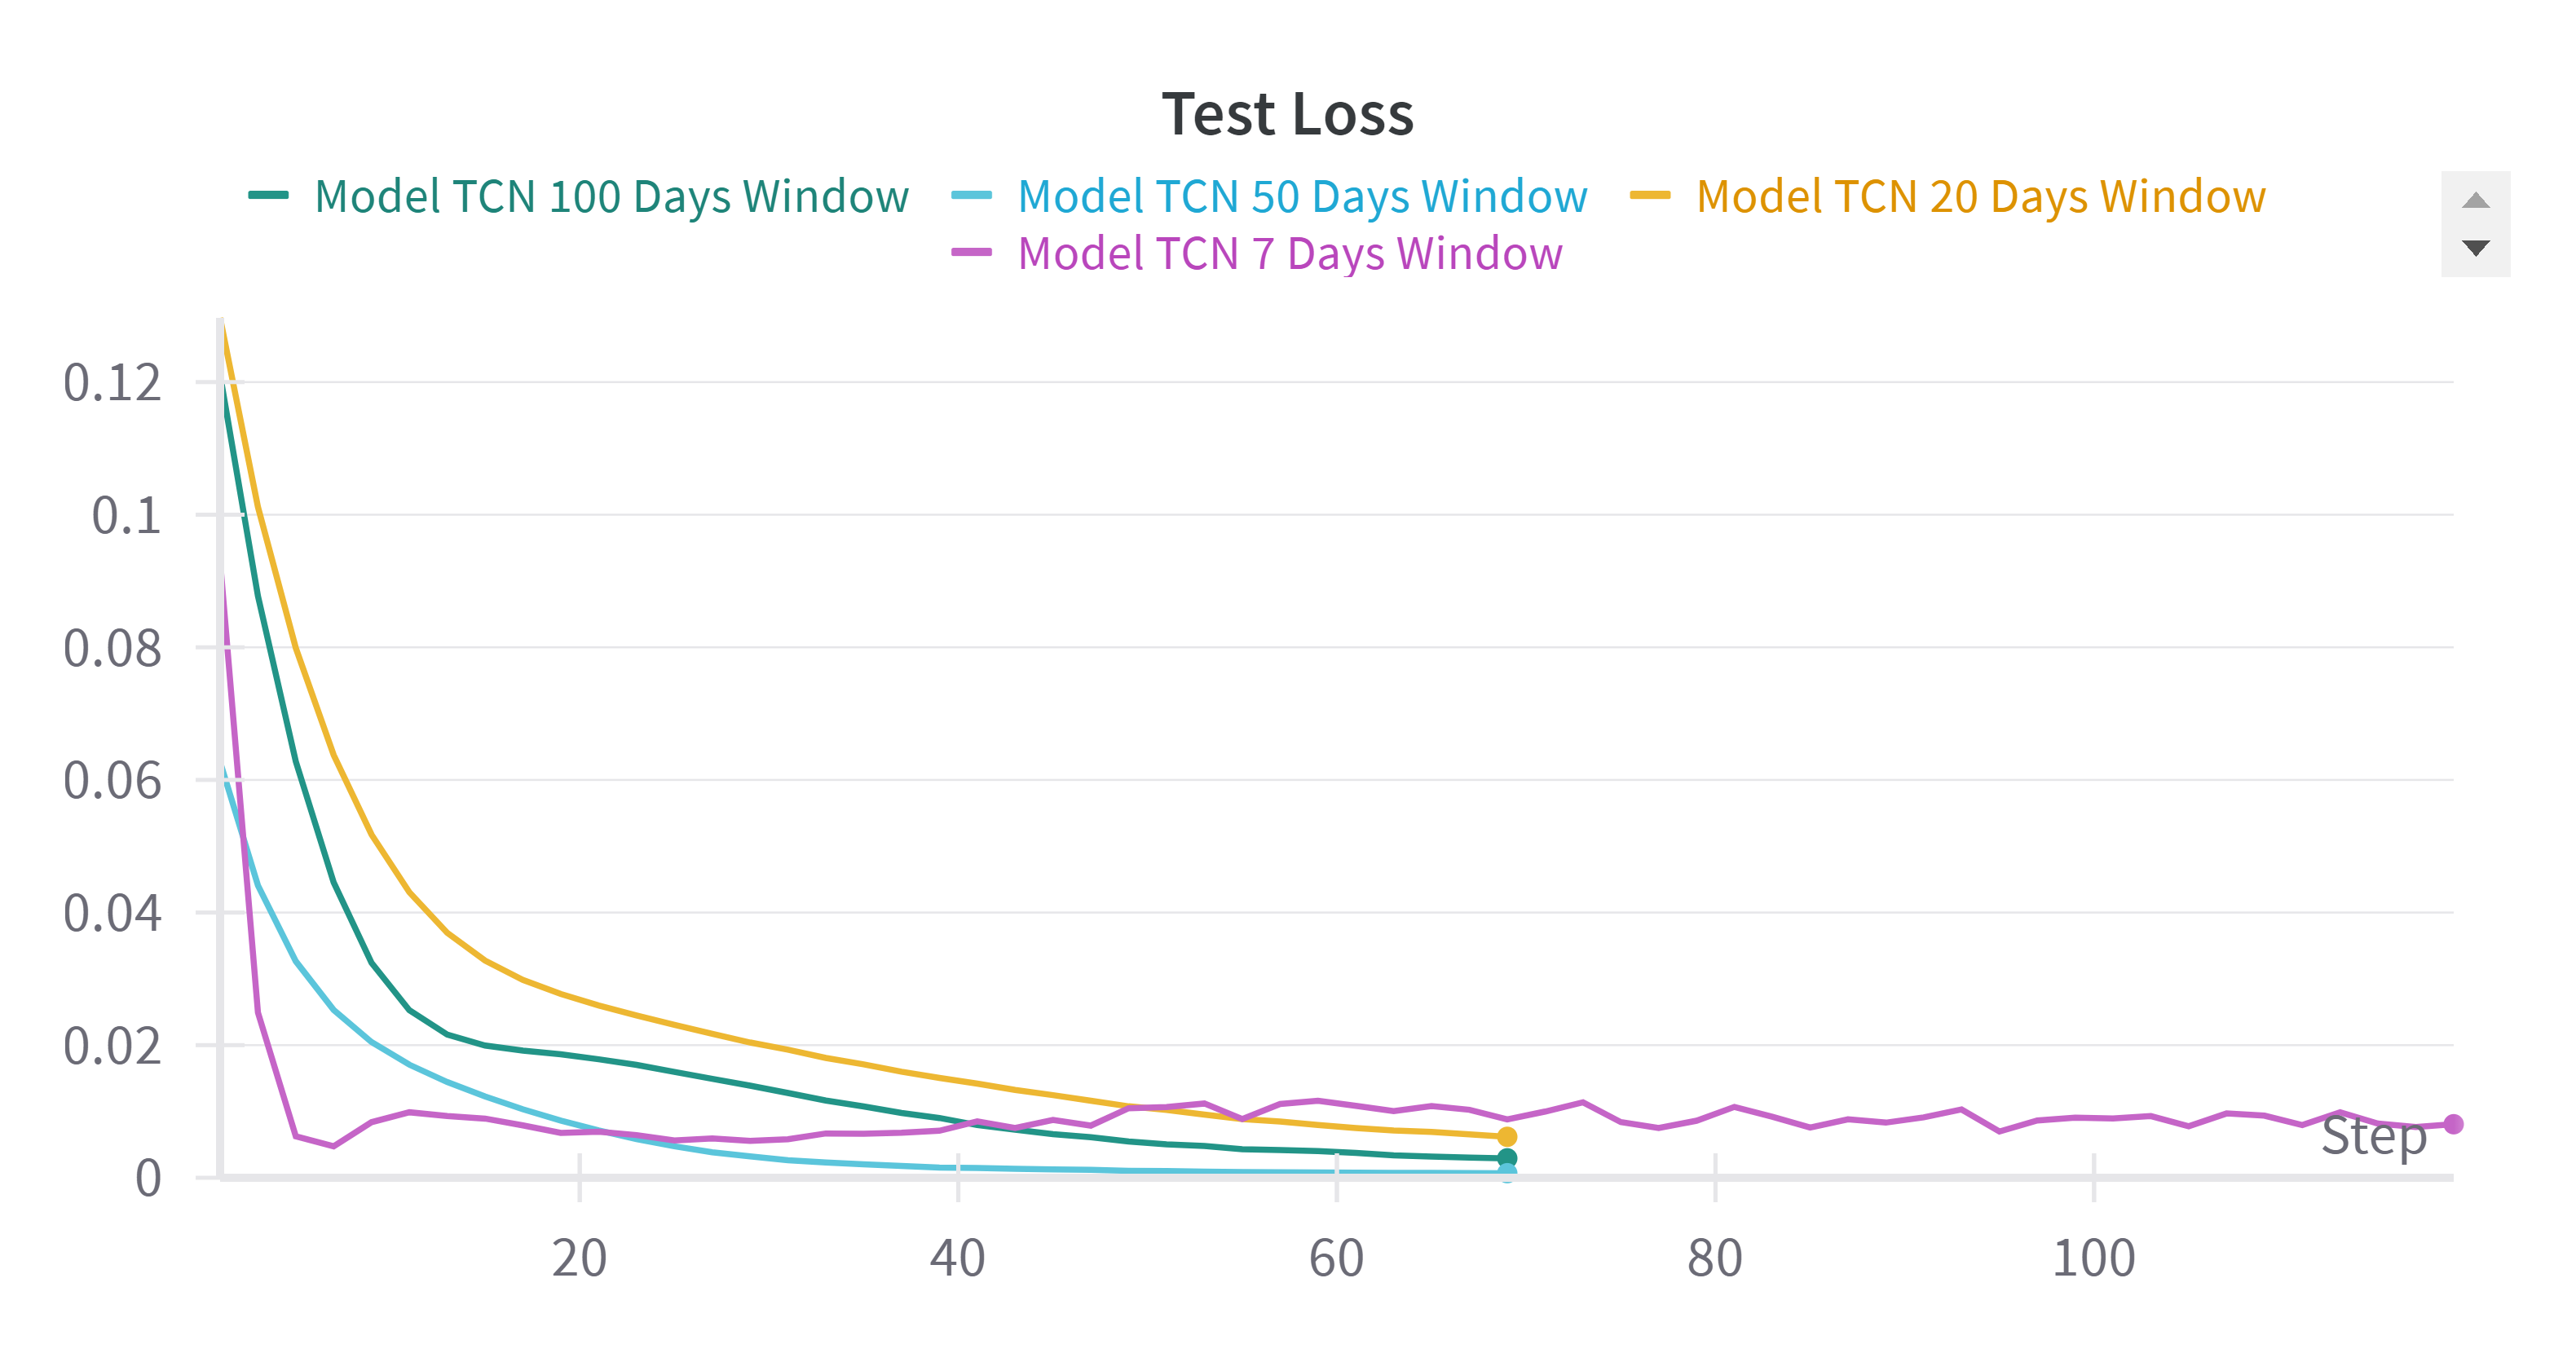 Test Loss
Model TCN 100 Days Window Model TCN 50 Days Window Model TCN 20 Days Window
Model TCN 7 Days Window
0.12
0.1
0.08
0.06
0.04
0.02
Step
0
20 40 60 80 100